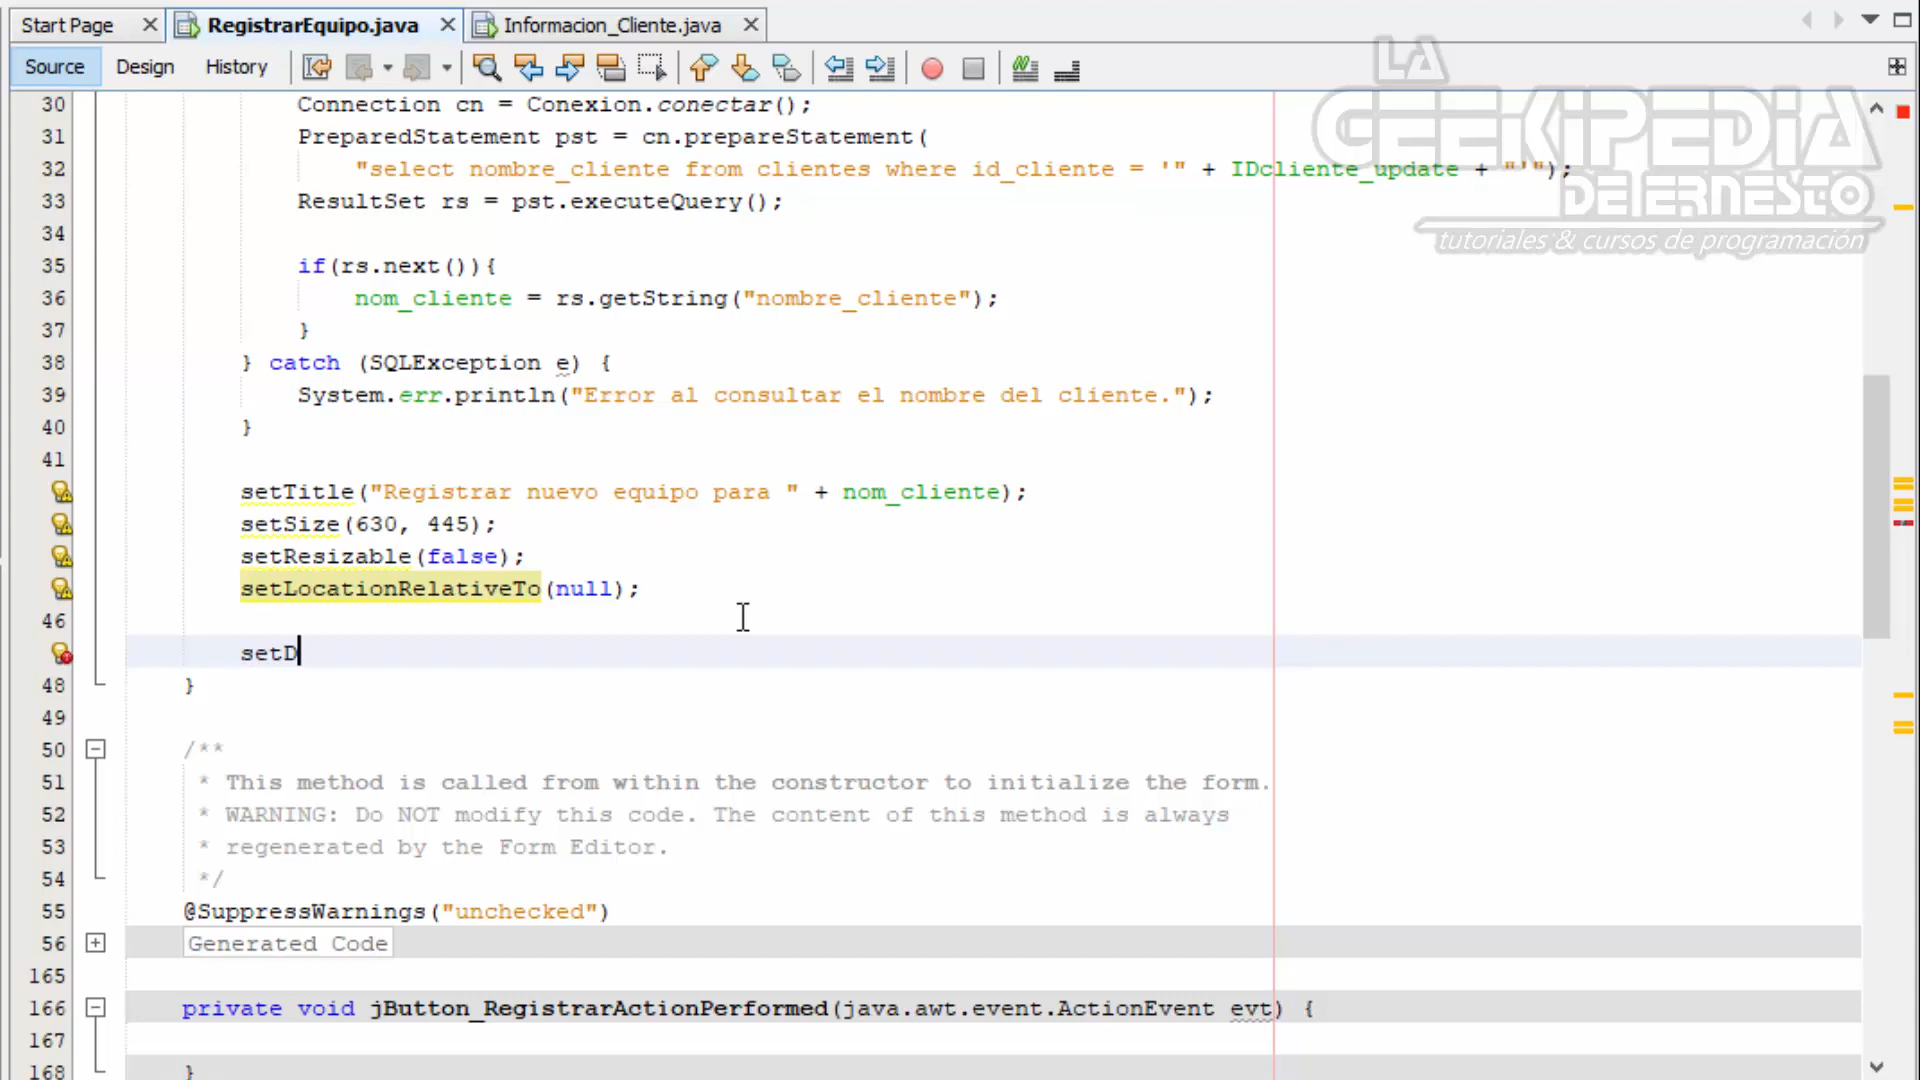 Start Page
RegistrarEquipo.java
Informacion_Cliente.java
Source Design History
LA
GEEKIPEDIA
DE ERNESTO
tutoriales & cursos de programación
30 Connection cn = Conexion.conectar();
31 PreparedStatement pst = cn.prepareStatement(
32 "select nombre_cliente from clientes where id_cliente = '" + IDcliente_update + "'");
33 ResultSet rs = pst.executeQuery();
34
35 if(rs.next()){
36 nom_cliente = rs.getString("nombre_cliente");
37 }
38 } catch (SQLException e) {
39 System.err.println("Error al consultar el nombre del cliente.");
40 }
41
setTitle("Registrar nuevo equipo para " + nom_cliente);
setSize(630, 445);
setResizable(false);
setLocationRelativeTo(null);
46
setD
48 }
49
50 /**
51 * This method is called from within the constructor to initialize the form.
52 * WARNING: Do NOT modify this code. The content of this method is always
53 * regenerated by the Form Editor.
54 */
55 @SuppressWarnings("unchecked")
56 Generated Code
165
166 private void jButton_RegistrarActionPerformed(java.awt.event.ActionEvent evt) {
167
168 }